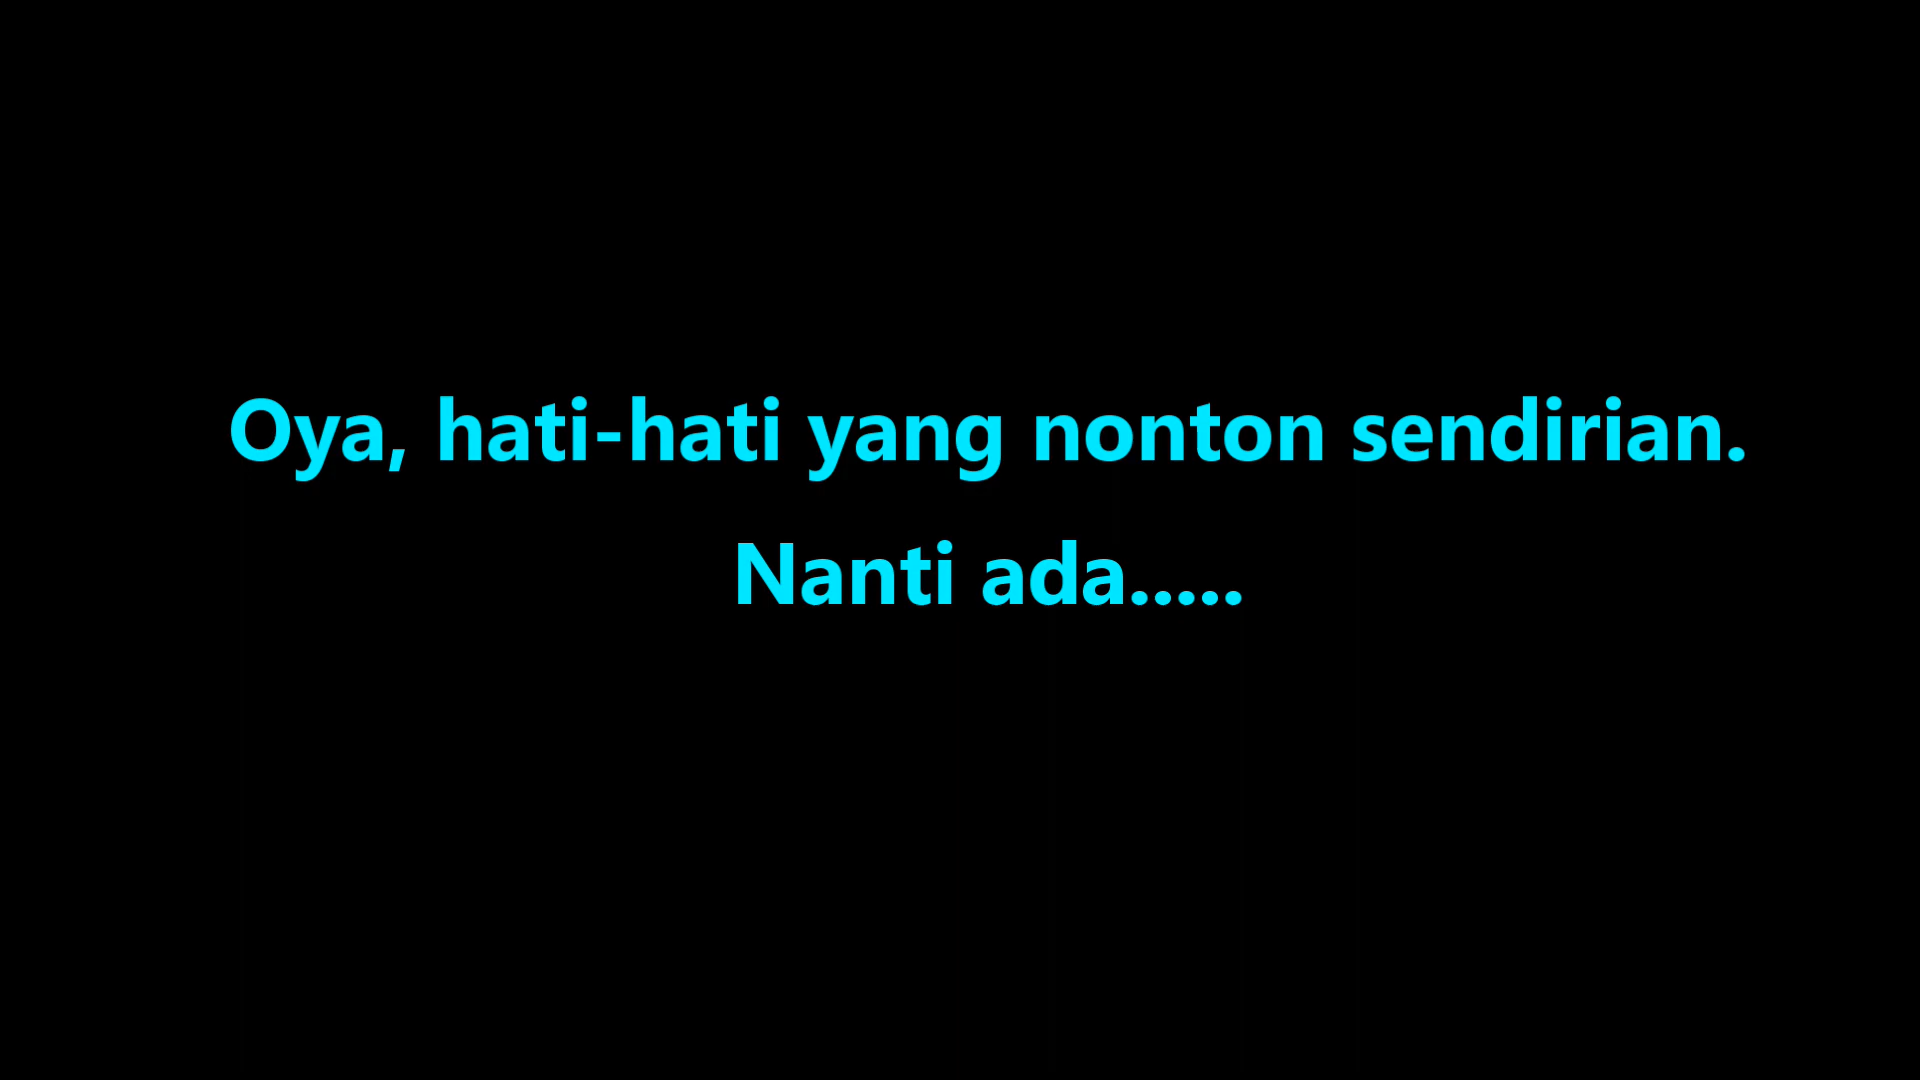 Oya, hati-hati yang nonton sendirian.
Nanti ada.....